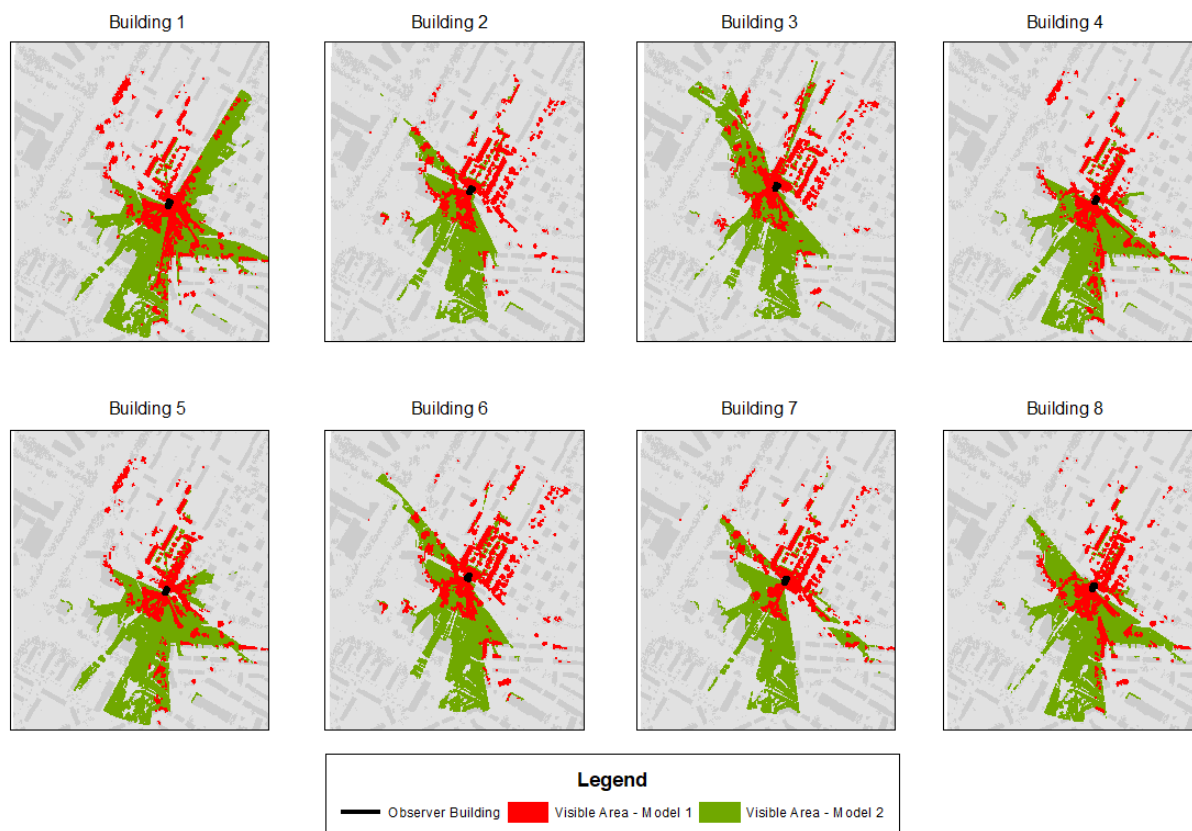 Building 1
Building 2
Building 3
Building 4
Building 5
Building 6
Building 7
Building 8
Legend
Observer Building
Visible Area - Model 1
Visible Area - Model 2